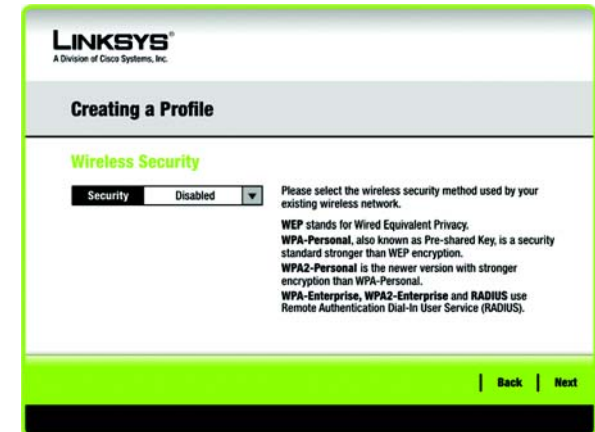 LINKSYS®
A Division of Cisco Systems, Inc.
Creating a Profile
Wireless Security
Security Disabled
Please select the wireless security method used by your
existing wireless network.
WEP stands for Wired Equivalent Privacy.
WPA-Personal, also known as Pre-shared Key, is a security
standard stronger than WEP encryption.
WPA2-Personal is the newer version with stronger
encryption than WPA-Personal.
WPA-Enterprise, WPA2-Enterprise and RADIUS use
Remote Authentication Dial-In User Service (RADIUS).
Back Next